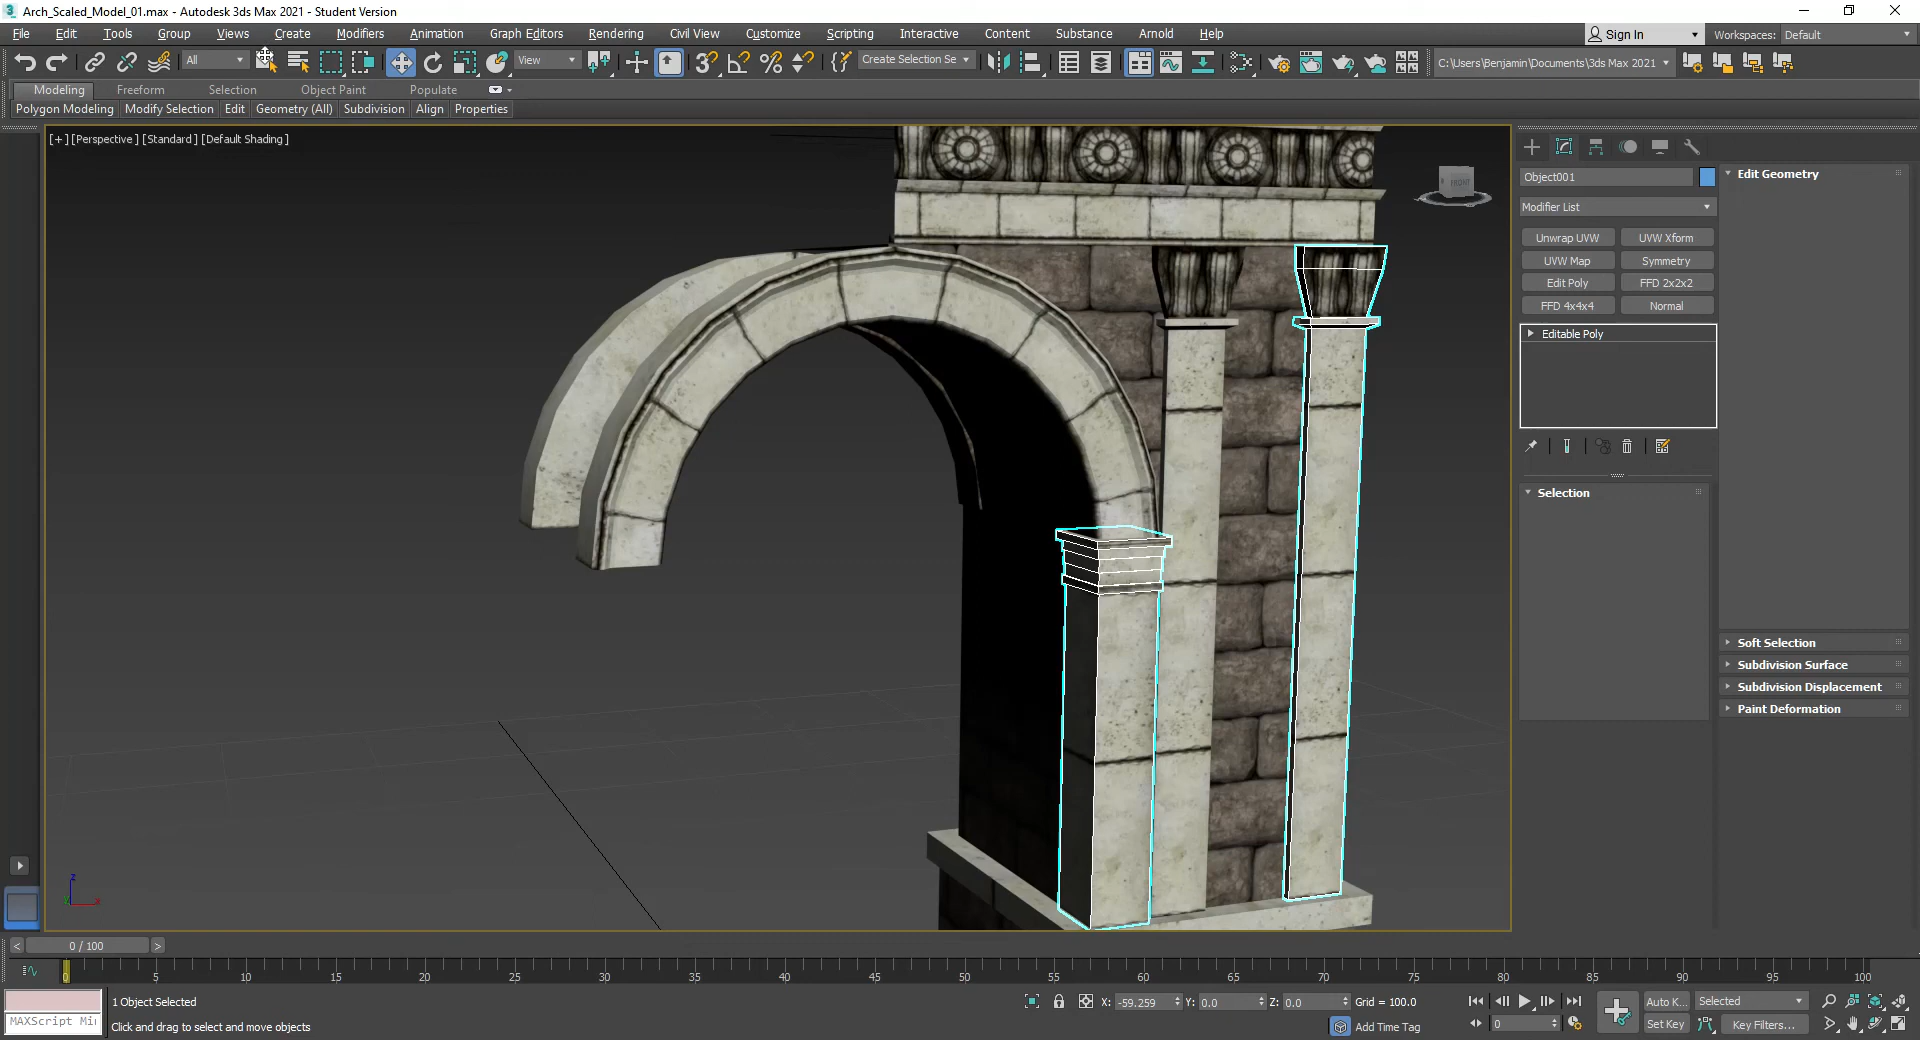 Arch_Scaled_Model_01.max - Autodesk 3ds Max 2021 - Student Version
File Edit Tools Group Views Create Modifiers Animation Graph Editors Rendering Civil View Customize Scripting Interactive Content Substance Arnold Help Sign In Workspaces: Default
All View Create Selection Se C:\Users\Benjamin\Documents\3ds Max 2021
Modeling Freeform Selection Object Paint Populate
Polygon Modeling Modify Selection Edit Geometry (All) Subdivision Align Properties
[+] [Perspective ] [Standard ] [Default Shading ]
FRONT
Object001
Modifier List
Unwrap UVW UVW Xform
UVW Map Symmetry
Edit Poly FFD 2x2x2
FFD 4x4x4 Normal
Editable Poly
Selection
Edit Geometry
Soft Selection
Subdivision Surface
Subdivision Displacement
Paint Deformation
z
x
< 0 / 100 >
0 5 10 15 20 25 30 35 40 45 50 55 60 65 70 75 80 85 90 95 100
1 Object Selected X: -59.259 Y: 0.0 Z: 0.0 Grid = 100.0 Auto K... Selected
MAXScript Mi Click and drag to select and move objects Add Time Tag 0 Set Key Key Filters...